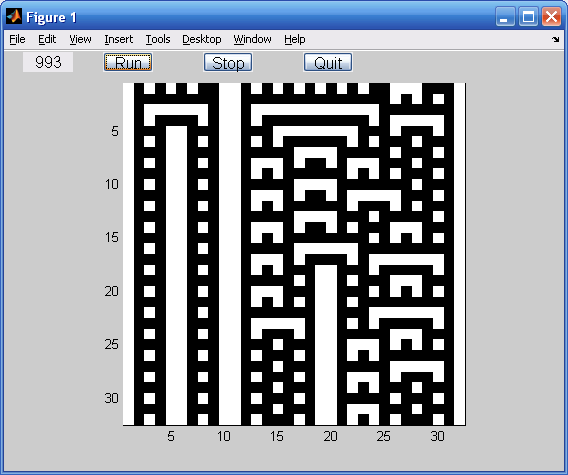 Figure 1
File Edit View Insert Tools Desktop Window Help
993 Run Stop Quit
5
10
15
20
25
30
5 10 15 20 25 30